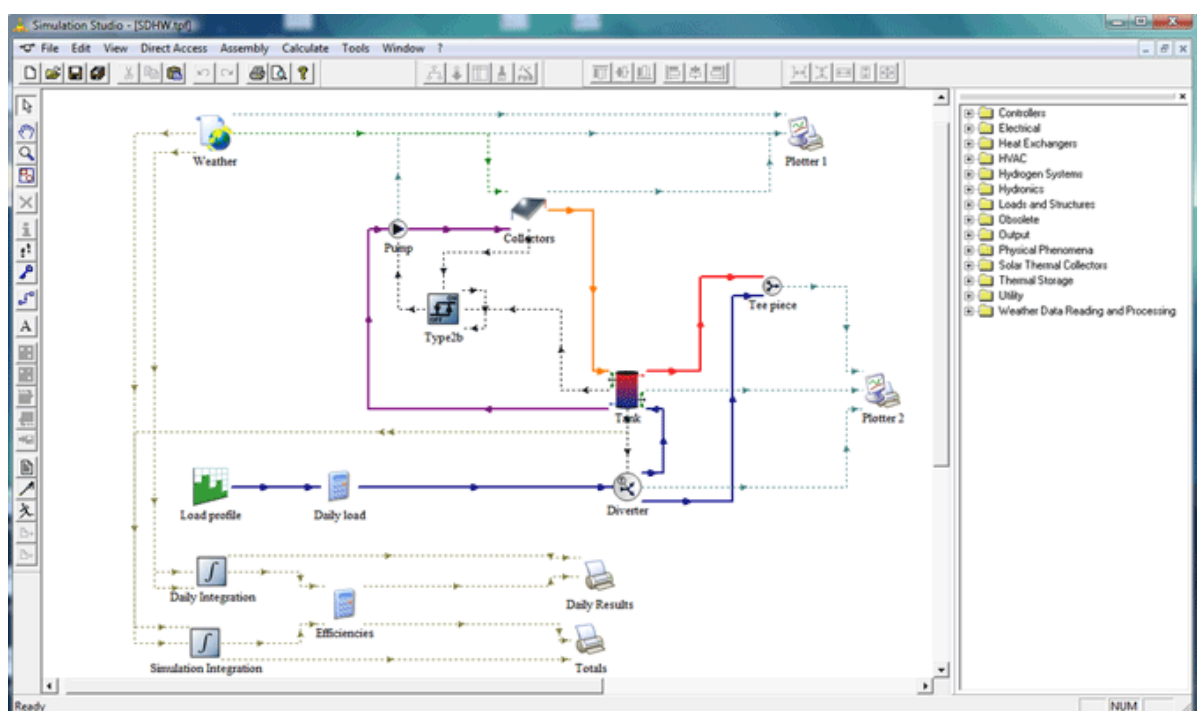 Simulation Studio - [SDHW.tpf]
File Edit View Direct Access Assembly Calculate Tools Window ?
Weather
Plotter 1
Collectors
Pump
Type2b
Tee piece
Tank
Plotter 2
Load profile
Daily load
Diverter
Daily Integration
Efficiencies
Daily Results
Simulation Integration
Totals
Controllers
Electrical
Heat Exchangers
HVAC
Hydrogen Systems
Hydronics
Loads and Structures
Obsolete
Output
Physical Phenomena
Solar Thermal Collectors
Thermal Storage
Utility
Weather Data Reading and Processing
A
Ready
NUM